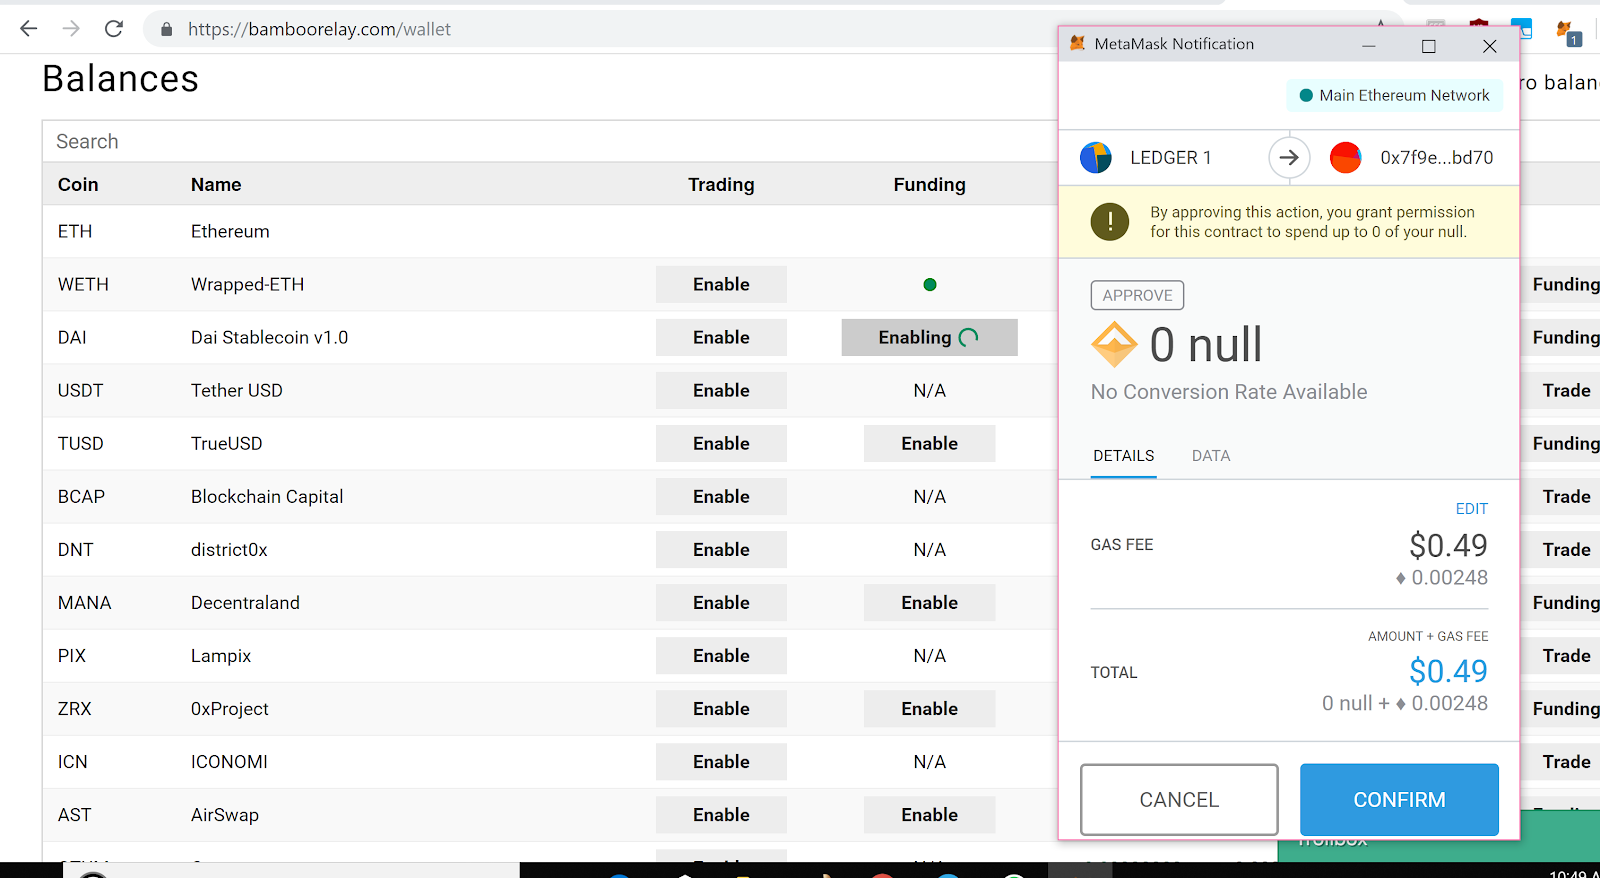 https://bamboorelay.com/wallet
1
Balances
ro balan
Search
Coin Name Trading Funding
ETH Ethereum
WETH Wrapped-ETH Enable Funding
DAI Dai Stablecoin v1.0 Enable Enabling Funding
USDT Tether USD Enable N/A Trade
TUSD TrueUSD Enable Enable Funding
BCAP Blockchain Capital Enable N/A Trade
DNT district0x Enable N/A Trade
MANA Decentraland Enable Enable Funding
PIX Lampix Enable N/A Trade
ZRX 0xProject Enable Enable Funding
ICN ICONOMI Enable N/A Trade
AST AirSwap Enable Enable
MetaMask Notification
Main Ethereum Network
LEDGER 1 0x7f9e...bd70
!
By approving this action, you grant permission
for this contract to spend up to 0 of your null.
APPROVE
0 null
No Conversion Rate Available
DETAILS DATA
EDIT
GAS FEE $0.49
♦ 0.00248
AMOUNT + GAS FEE
TOTAL $0.49
0 null + ♦ 0.00248
CANCEL CONFIRM
Trollbox
10:49 A